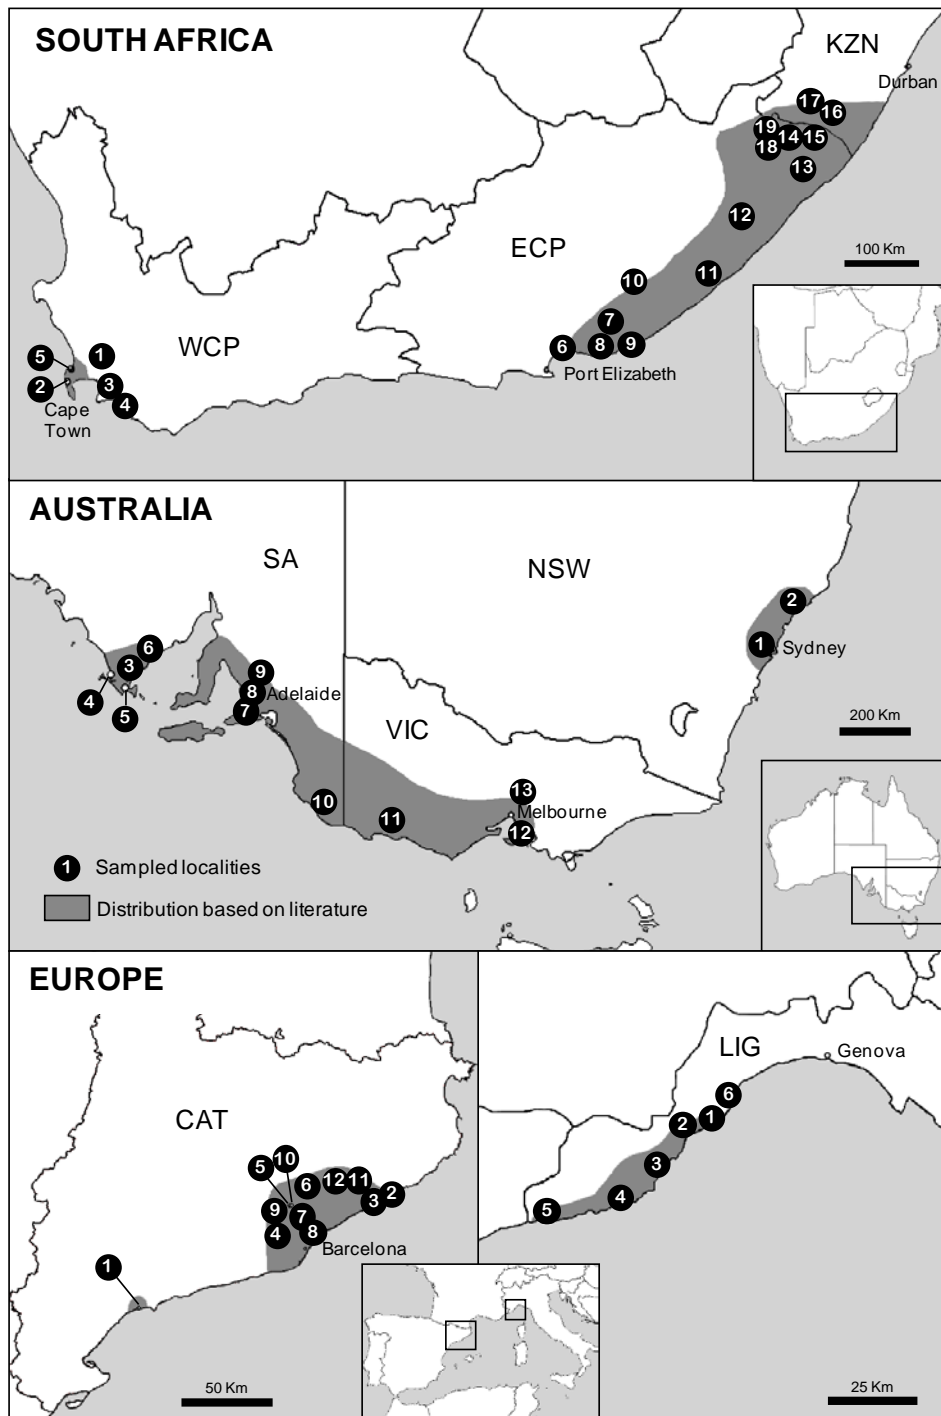 SOUTH AFRICA
KZN
Durban
17
16
19
14
15
18
13
12
ECP
11
10
100 Km
7
WCP
6
8
9
5
1
Port Elizabeth
2
3
4
Cape
Town
AUSTRALIA
SA
NSW
2
1
Sydney
6
3
9
4
8
Adelaide
5
7
200 Km
VIC
13
10
Melbourne
11
12
1 Sampled localities
Distribution based on literature
EUROPE
LIG
Genova
CAT
6
1
2
10
5
3
6
12
11
2
3
4
9
7
5
4
8
Barcelona
1
50 Km
25 Km